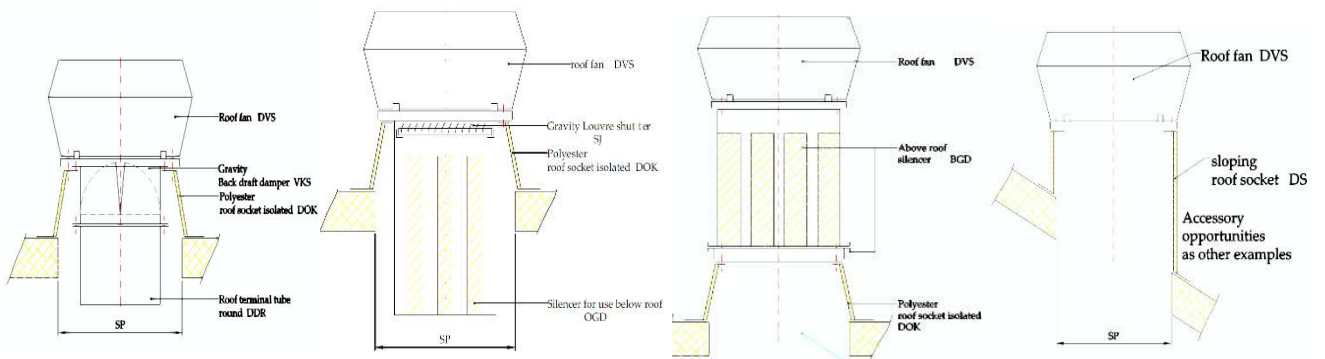 Roof fan DVS
Gravity
Back draft damper VKS
Polyester
roof socket isolated DOK
Roof terminal tube
round DDR
SP
roof fan DVS
Gravity Louvre shutter
SJ
Polyester
roof socket isolated DOK
Silencer for use below roof
OGD
SP
Roof fan DVS
Above roof
silencer BGD
Polyester
roof socket isolated
DOK
Roof fan DVS
sloping
roof socket DS
Accessory
opportunities
as other examples
SP